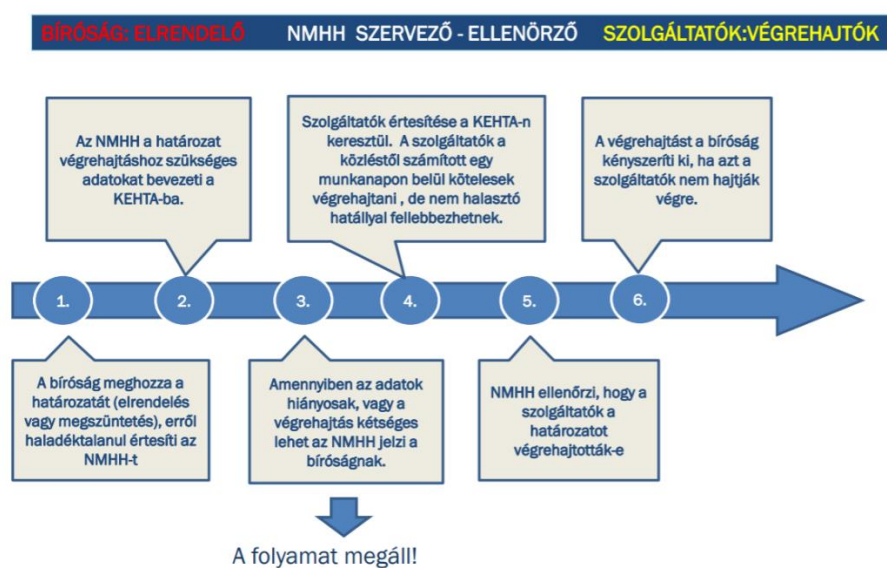 BÍRÓSÁG: ELRENDELŐ NMHH SZERVEZŐ - ELLENÖRZŐ SZOLGÁLTATÓK:VÉGREHAJTÓK
Az NMHH a határozat
végrehajtáshoz szükséges
adatokat bevezeti a
KEHTA-ba.
Szolgáltatók értesítése a KEHTA-n
keresztül. A szolgáltatók a
közléstől számított egy
munkanapon belül kötelesek
végrehajtani , de nem halasztó
hatállyal fellebbezhetnek.
A végrehajtást a bíróság
kényszeríti ki, ha azt a
szolgáltatók nem hajtják
végre.
1. 2. 3. 4. 5. 6.
A bíróság meghozza a
határozatát (elrendelés
vagy megszüntetés), erről
haladéktalanul értesíti az
NMHH-t
Amennyiben az adatok
hiányosak, vagy a
végrehajtás kétséges
lehet az NMHH jelzi a
bíróságnak.
NMHH ellenőrzi, hogy a
szolgáltatók a
határozatot
végrehajtották-e
A folyamat megáll!